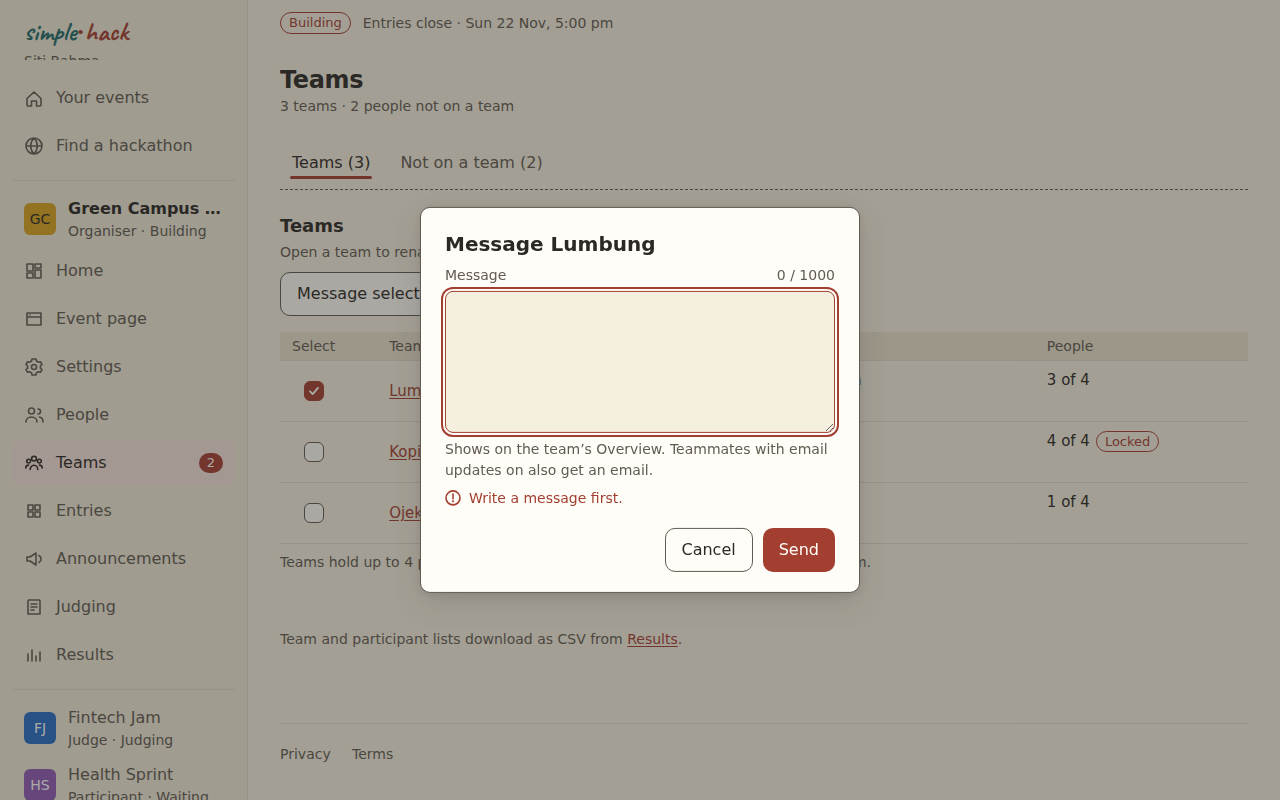 simple·hack
Your events
Find a hackathon
GC
Green Campus …
Organiser · Building
Home
Event page
Settings
People
Teams
2
Entries
Announcements
Judging
Results
FJ
Fintech Jam
Judge · Judging
HS
Health Sprint
Participant · Waiting
Building
Entries close · Sun 22 Nov, 5:00 pm
Teams
3 teams · 2 people not on a team
Teams (3)
Not on a team (2)
Teams
Open a team to
Message
Select
People
3 of 4
4 of 4
Locked
1 of 4
Teams hold up to 4
Team and participant lists download as CSV from Results.
Privacy
Terms
Message Lumbung
Message
0 / 1000
Shows on the team’s Overview. Teammates with email
updates on also get an email.
Write a message first.
Cancel
Send